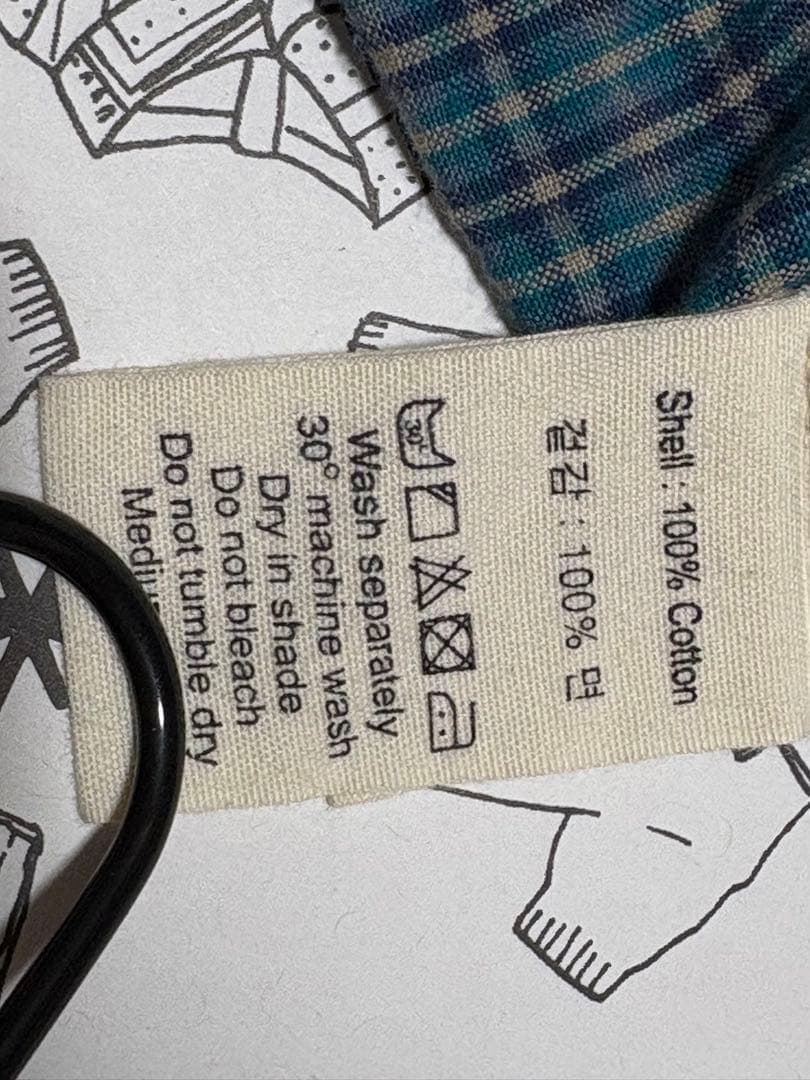 Shell : 100% Cotton
겉감 : 100% 면
30°
Wash separately
30° machine wash
Dry in shade
Do not bleach
Do not tumble dry